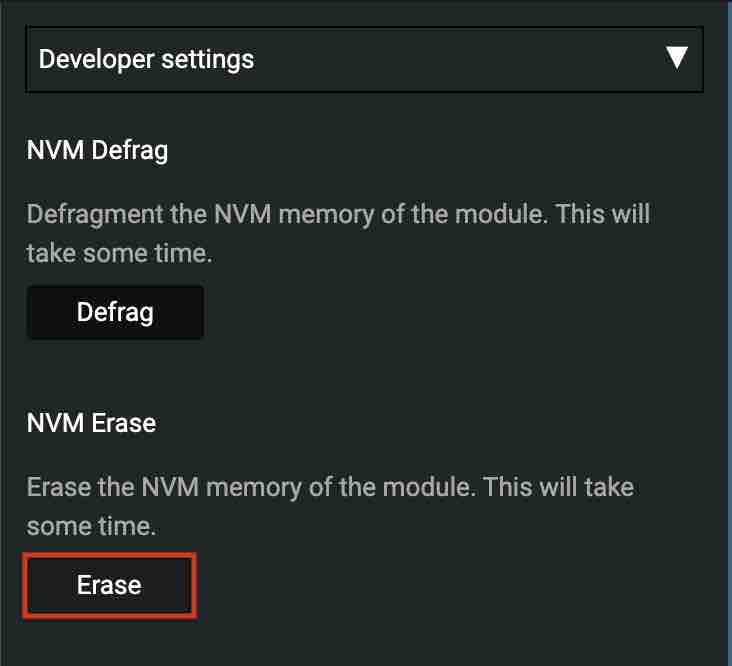 Developer settings
NVM Defrag
Defragment the NVM memory of the module. This will
take some time.
Defrag
NVM Erase
Erase the NVM memory of the module. This will take
some time.
Erase